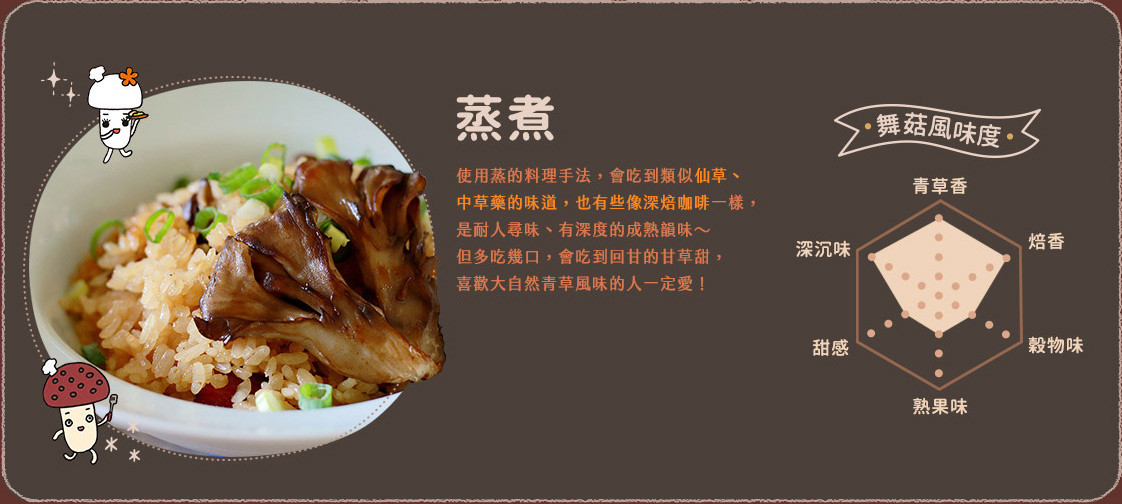 蒸煮
使用蒸的料理手法，會吃到類似仙草、
中草藥的味道，也有些像深焙咖啡一樣，
是耐人尋味、有深度的成熟韻味～
但多吃幾口，會吃到回甘的甘草甜，
喜歡大自然青草風味的人一定愛！
舞菇風味度
青草香
深沉味
焙香
甜感
穀物味
熟果味